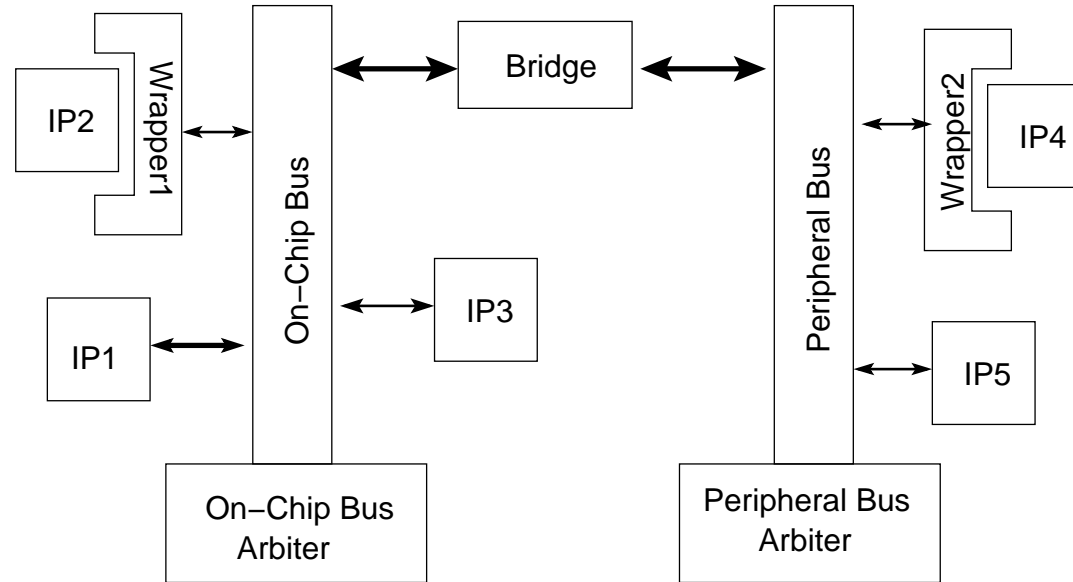 Bridge
IP2
Wrapper1
On−Chip Bus
Peripheral Bus
Wrapper2
IP4
IP1
IP3
IP5
On−Chip Bus
Arbiter
Peripheral Bus
Arbiter